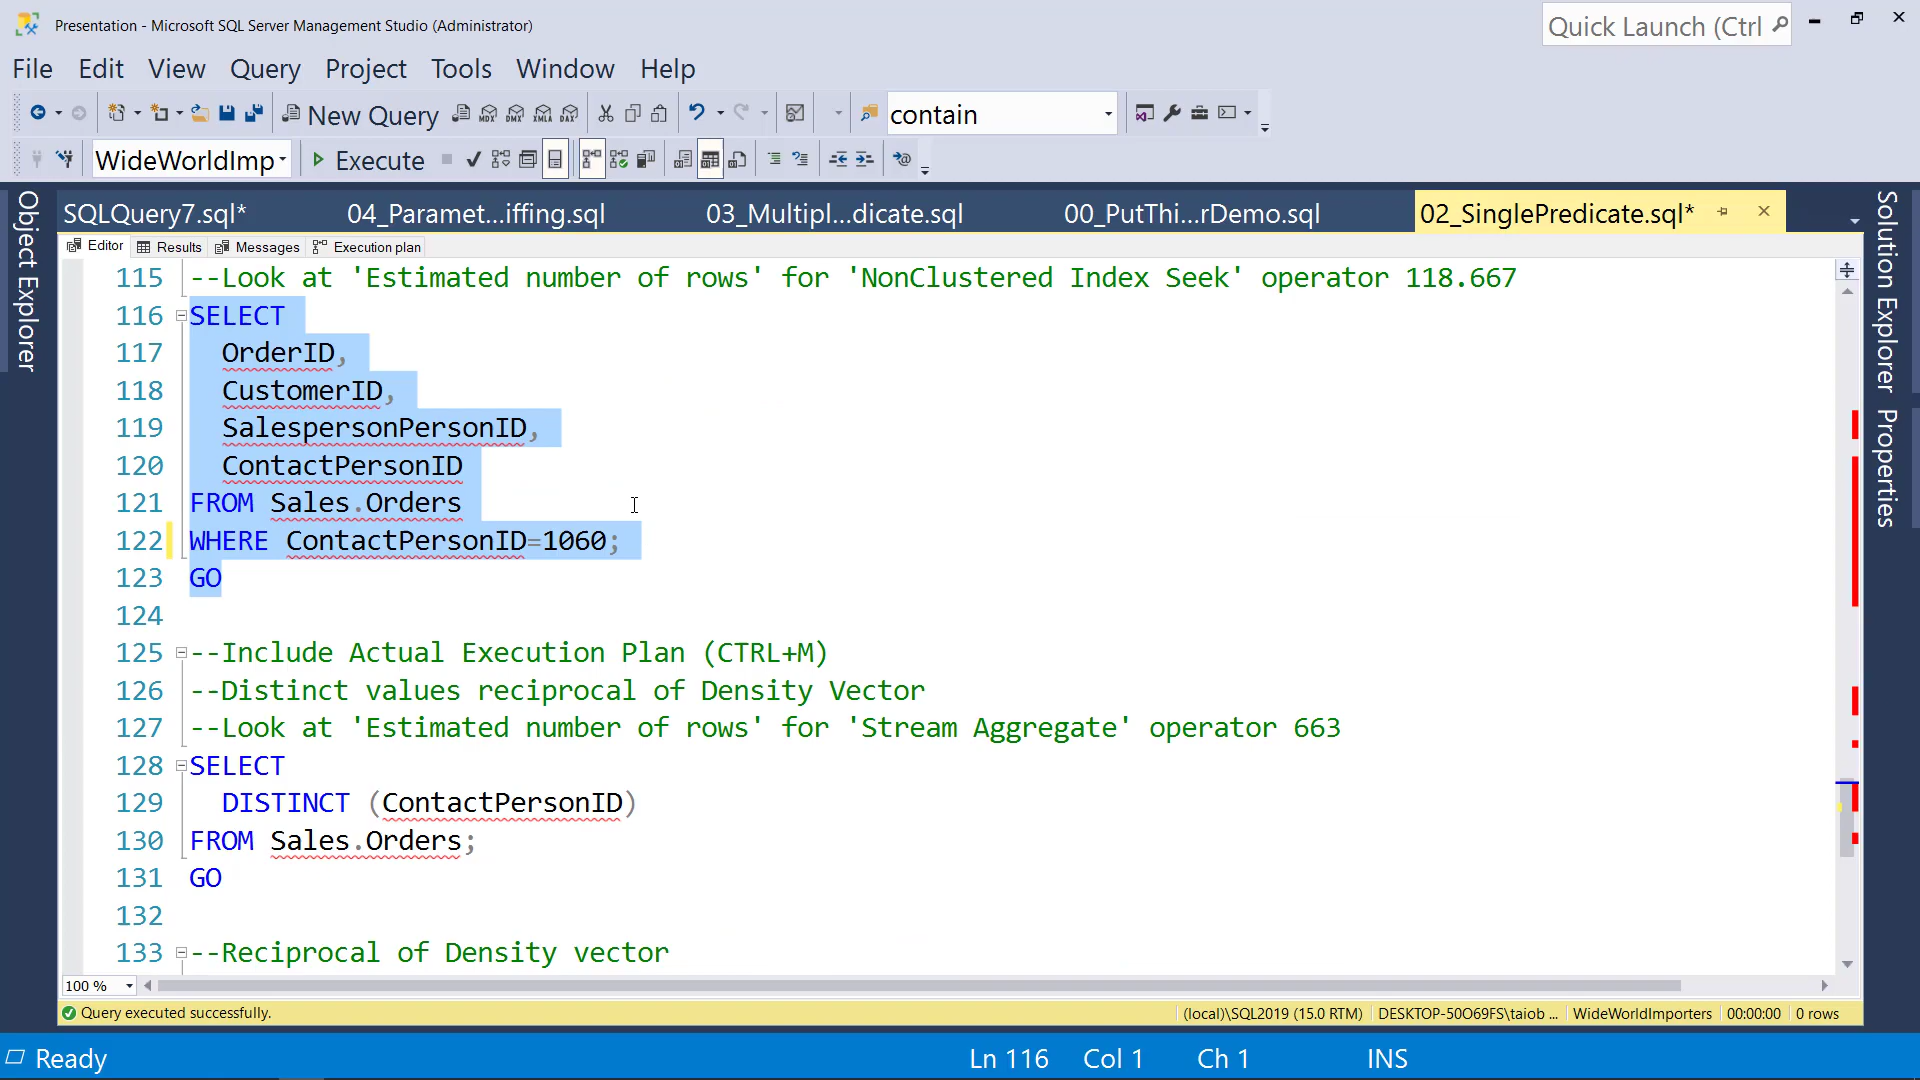 Presentation - Microsoft SQL Server Management Studio (Administrator)
Quick Launch (Ctrl
File Edit View Query Project Tools Window Help
New Query
MDX DMX XMLA DAX
contain
WideWorldImp
Execute
SQLQuery7.sql* 04_Paramet...iffing.sql 03_Multipl...dicate.sql 00_PutThi...rDemo.sql 02_SinglePredicate.sql*
Editor Results Messages Execution plan
Object Explorer
Solution Explorer
Properties
115 --Look at 'Estimated number of rows' for 'NonClustered Index Seek' operator 118.667
116 SELECT
117 OrderID,
118 CustomerID,
119 SalespersonPersonID,
120 ContactPersonID
121 FROM Sales.Orders
122 WHERE ContactPersonID=1060;
123 GO
124
125 --Include Actual Execution Plan (CTRL+M)
126 --Distinct values reciprocal of Density Vector
127 --Look at 'Estimated number of rows' for 'Stream Aggregate' operator 663
128 SELECT
129 DISTINCT (ContactPersonID)
130 FROM Sales.Orders;
131 GO
132
133 --Reciprocal of Density vector
100 %
Query executed successfully.
(local)\SQL2019 (15.0 RTM) DESKTOP-50O69FS\taiob ... WideWorldImporters 00:00:00 0 rows
Ready
Ln 116 Col 1 Ch 1 INS